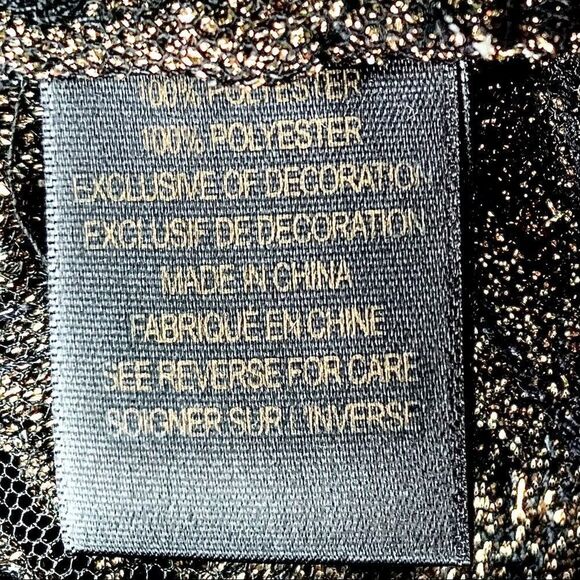 100% POLYESTER
100% POLYESTER
EXCLUSIVE OF DECORATION
EXCLUSIF DE DECORATION
MADE IN CHINA
FABRIQUE EN CHINE
SEE REVERSE FOR CARE
SOIGNER SUR L'INVERSE